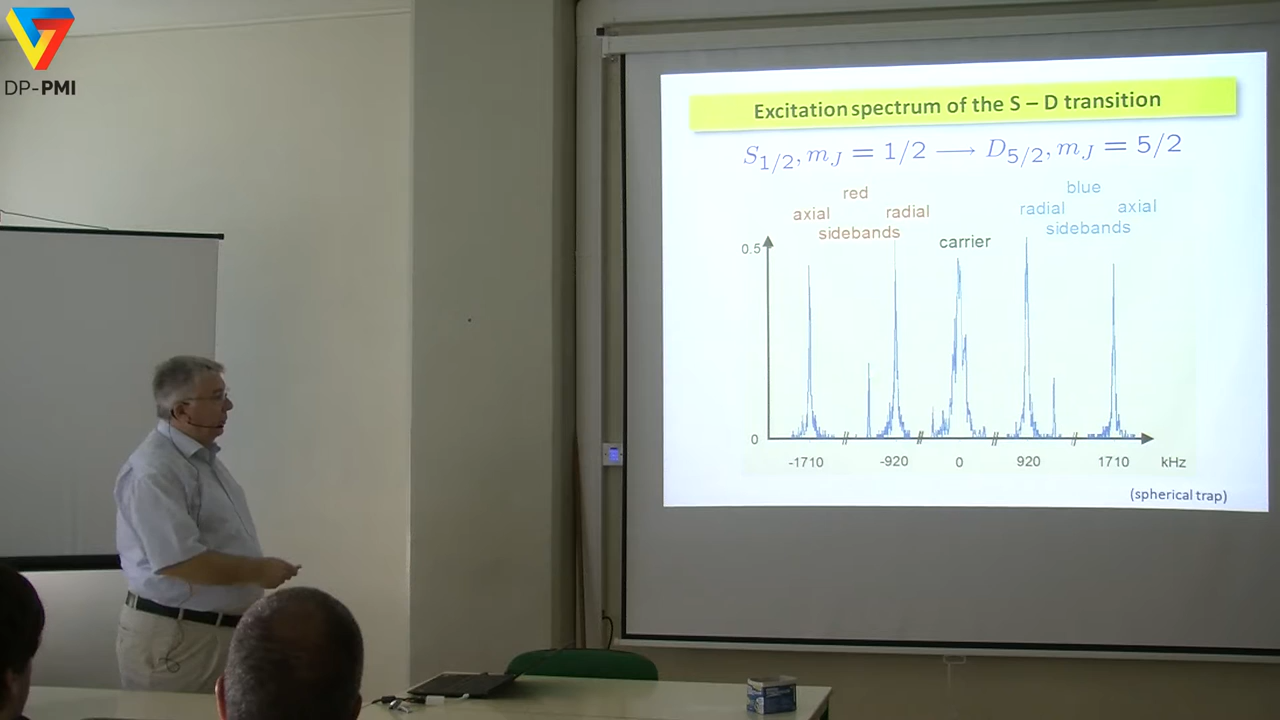 DP-PMI
Excitation spectrum of the S – D transition
S1/2, mJ = 1/2 ⟶ D5/2, mJ = 5/2
red
blue
axial
radial
radial
axial
sidebands
sidebands
carrier
0.5
0
-1710
-920
0
920
1710
kHz
(spherical trap)